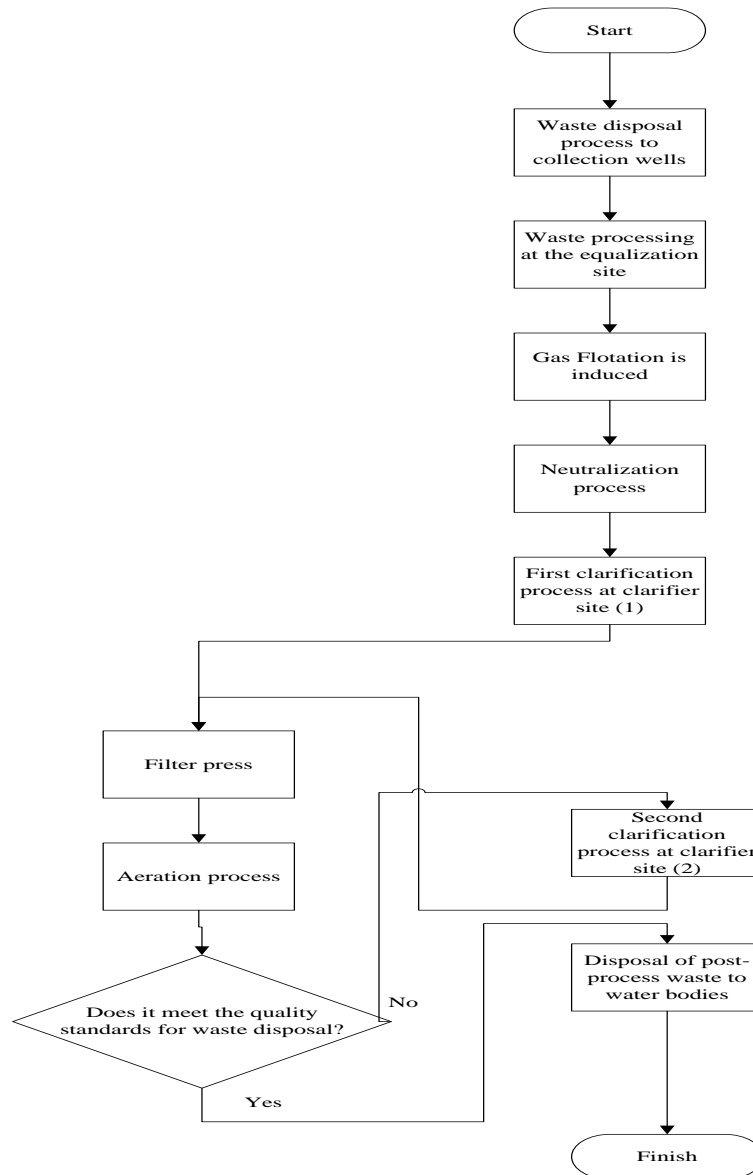 Start
Waste disposal
process to
collection wells
Waste processing
at the equalization
site
Gas Flotation is
induced
Neutralization
process
First clarification
process at clarifier
site (1)
Filter press
Aeration process
Does it meet the quality
standards for waste disposal?
No
Yes
Second
clarification
process at clarifier
site (2)
Disposal of post-
process waste to
water bodies
Finish